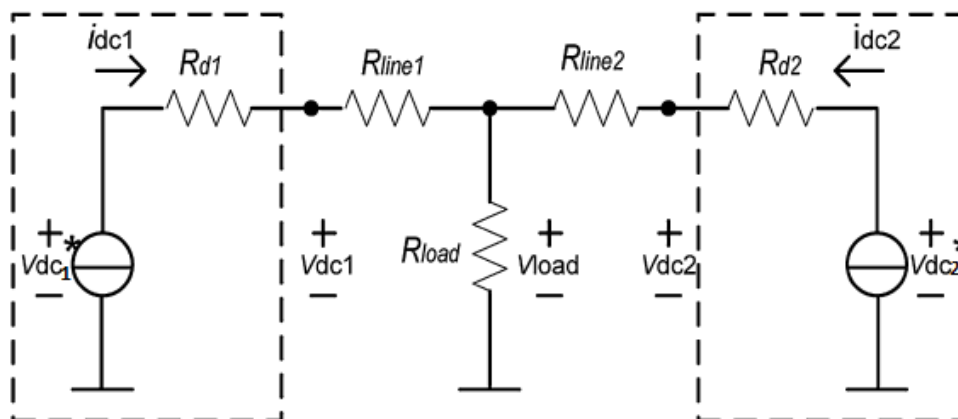 idc1
idc2
Rd1
Rline1
Rline2
Rd2
+
Vdc1*
−
+
Vdc1
−
Rload
+
Vload
−
+
Vdc2
−
+
Vdc2*
−